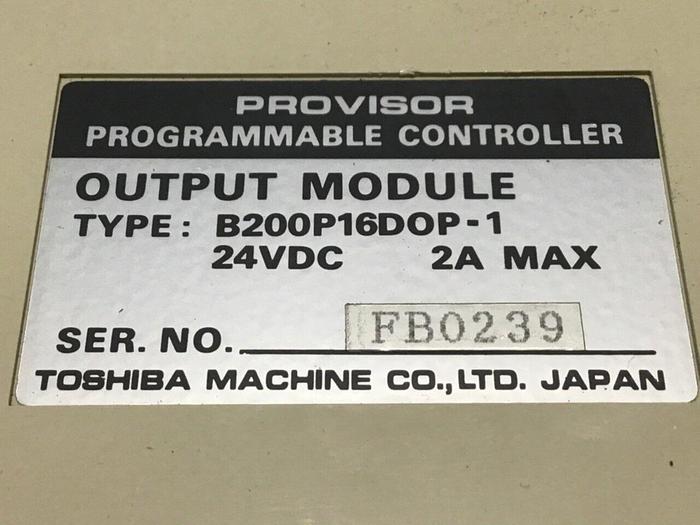 PROVISOR
PROGRAMMABLE CONTROLLER
OUTPUT MODULE
TYPE: B200P16DOP-1
24VDC 2A MAX
SER. NO. FB0239
TOSHIBA MACHINE CO.,LTD. JAPAN